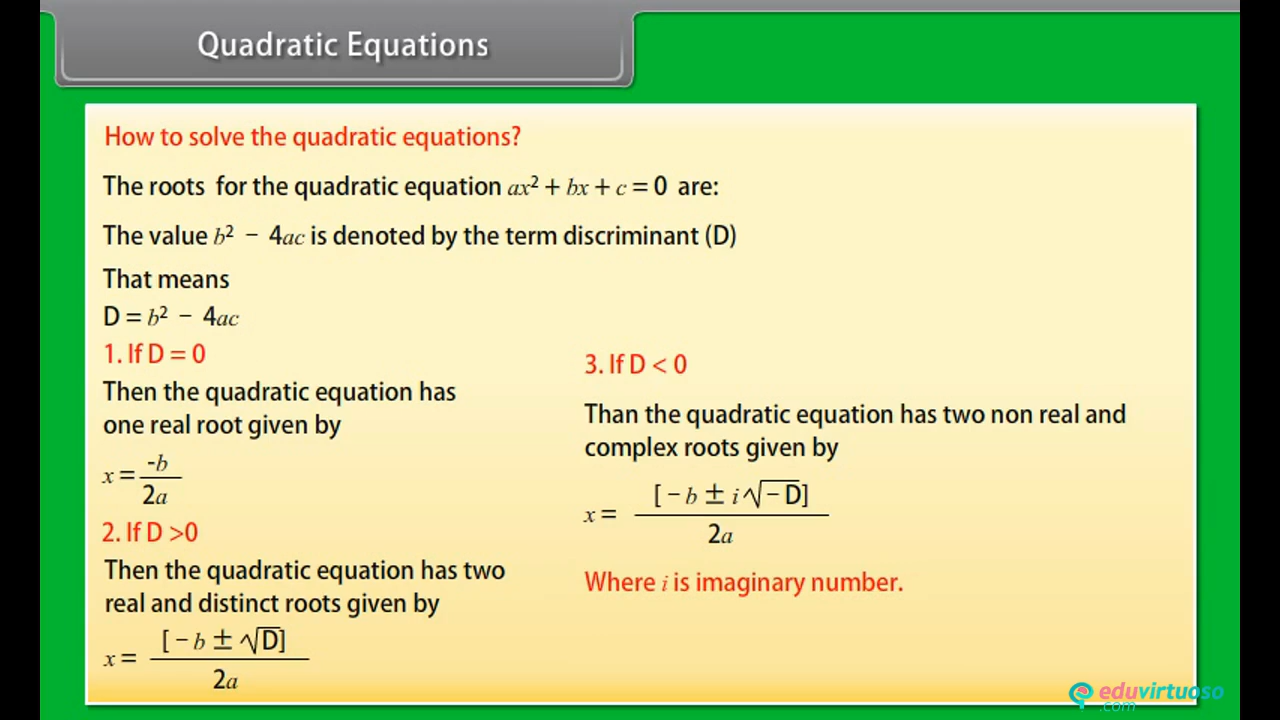 Quadratic Equations
How to solve the quadratic equations?
The roots for the quadratic equation ax² + bx + c = 0 are:
The value b² − 4ac is denoted by the term discriminant (D)
That means
D = b² − 4ac
1. If D = 0
Then the quadratic equation has
one real root given by
x = -b
2a
2. If D >0
Then the quadratic equation has two
real and distinct roots given by
x = [ − b ± √D]
2a
3. If D < 0
Than the quadratic equation has two non real and
complex roots given by
x = [ − b ± i √− D]
2a
Where i is imaginary number.
eduvirtuoso
.com